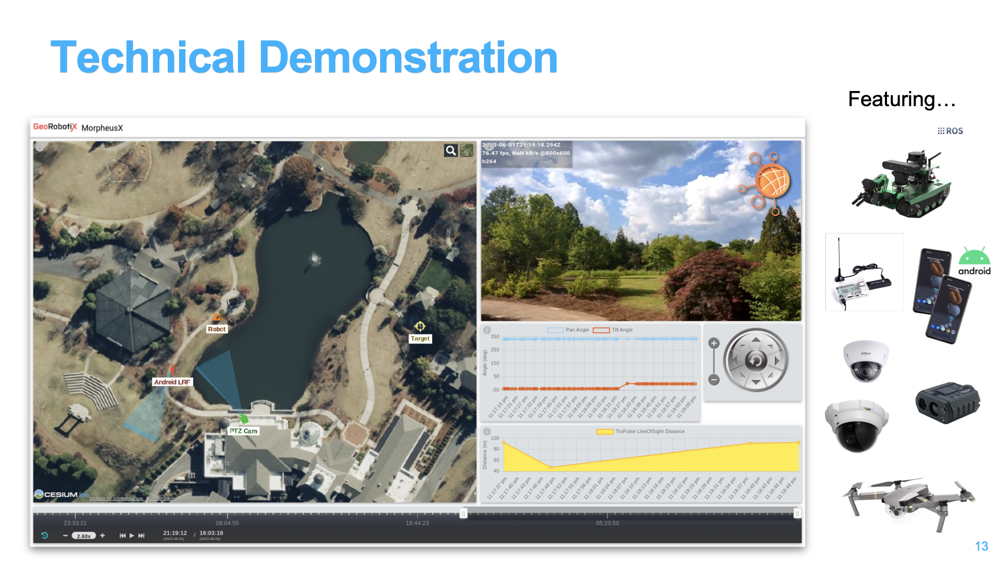 Technical Demonstration
Featuring…
GeoRobotiX MorpheusX
ROS
2023-06-01T21:19:18.294Z
76.47 fps, NaN kB/s @800x600
h264
android
Robot
Target
Android LRF
PTZ Cam
CESIUM ion
Upgrade for commercial use. Data attribution
Pan Angle
Tilt Angle
Angle (deg)
350
250
150
50
-50
11:17:15 pm
11:17:21 pm
11:17:27 pm
11:17:33 pm
11:17:39 pm
11:17:45 pm
11:17:51 pm
11:17:57 pm
11:18:03 pm
11:18:09 pm
11:18:15 pm
11:18:21 pm
11:18:27 pm
11:18:33 pm
11:18:39 pm
11:18:45 pm
11:18:51 pm
11:18:57 pm
11:19:03 pm
11:19:09 pm
TruPulse LineOfSight Distance
Distance (m)
100
80
60
40
11:17:37 pm
11:17:40 pm
11:17:43 pm
11:17:46 pm
11:17:49 pm
11:17:52 pm
11:17:55 pm
11:17:58 pm
11:18:01 pm
11:18:04 pm
11:18:07 pm
11:18:10 pm
11:18:13 pm
11:18:16 pm
11:18:19 pm
11:18:22 pm
11:18:25 pm
11:18:28 pm
11:18:34 pm
11:18:37 pm
11:18:40 pm
11:18:43 pm
11:18:46 pm
11:18:49 pm
alhua
23:33:21
08:04:55
18:44:23
05:23:50
2.60x
21:19:12 / 16:03:18
(2023-06-01) (2023-06-02)
13